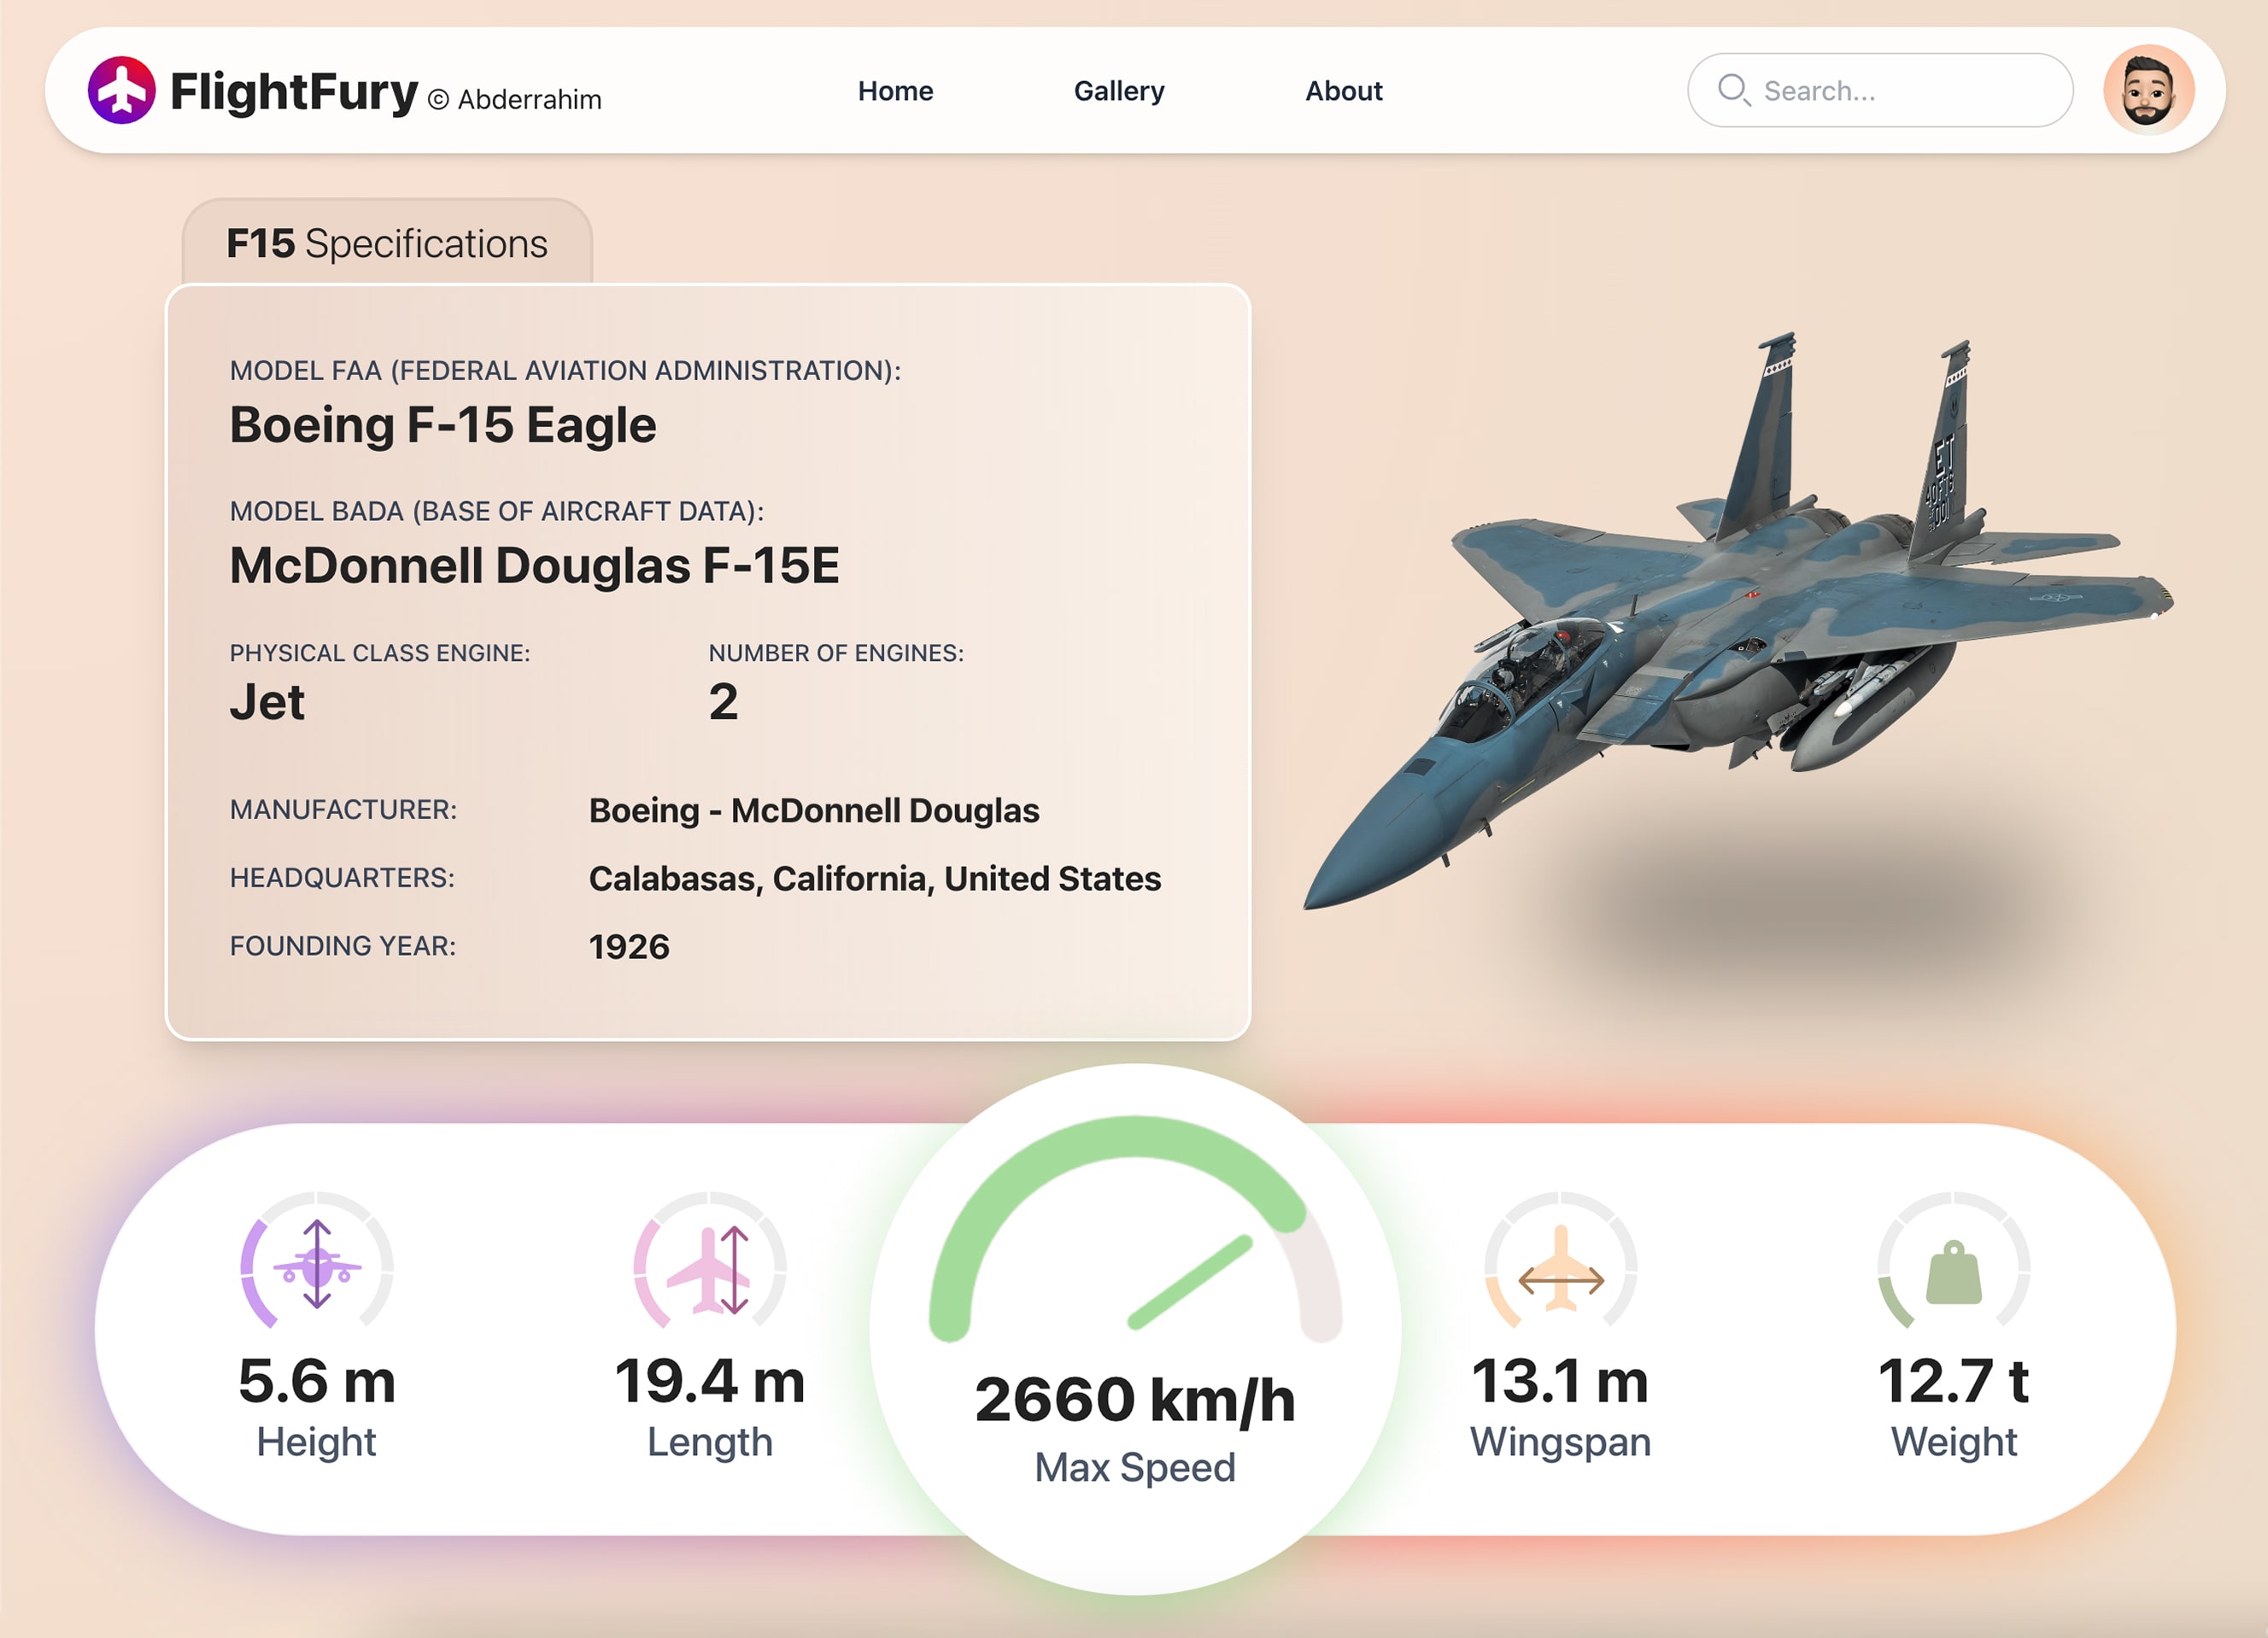 FlightFury © Abderrahim
Home
Gallery
About
Search...
F15 Specifications
MODEL FAA (FEDERAL AVIATION ADMINISTRATION):
Boeing F-15 Eagle
MODEL BADA (BASE OF AIRCRAFT DATA):
McDonnell Douglas F-15E
PHYSICAL CLASS ENGINE:
Jet
NUMBER OF ENGINES:
2
MANUFACTURER:
Boeing - McDonnell Douglas
HEADQUARTERS:
Calabasas, California, United States
FOUNDING YEAR:
1926
ET
5.6 m
Height
19.4 m
Length
2660 km/h
Max Speed
13.1 m
Wingspan
12.7 t
Weight